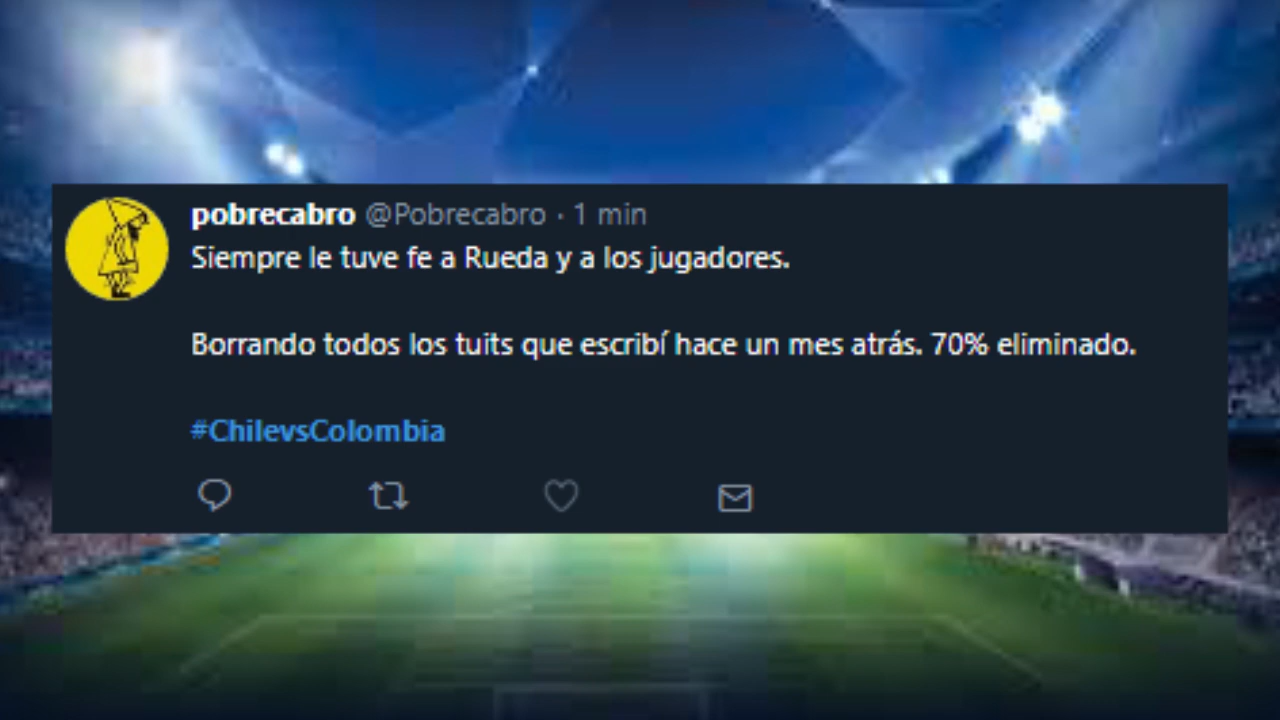 pobrecabro @Pobrecabro · 1 min
Siempre le tuve fe a Rueda y a los jugadores.
Borrando todos los tuits que escribí hace un mes atrás. 70% eliminado.
#ChilevsColombia